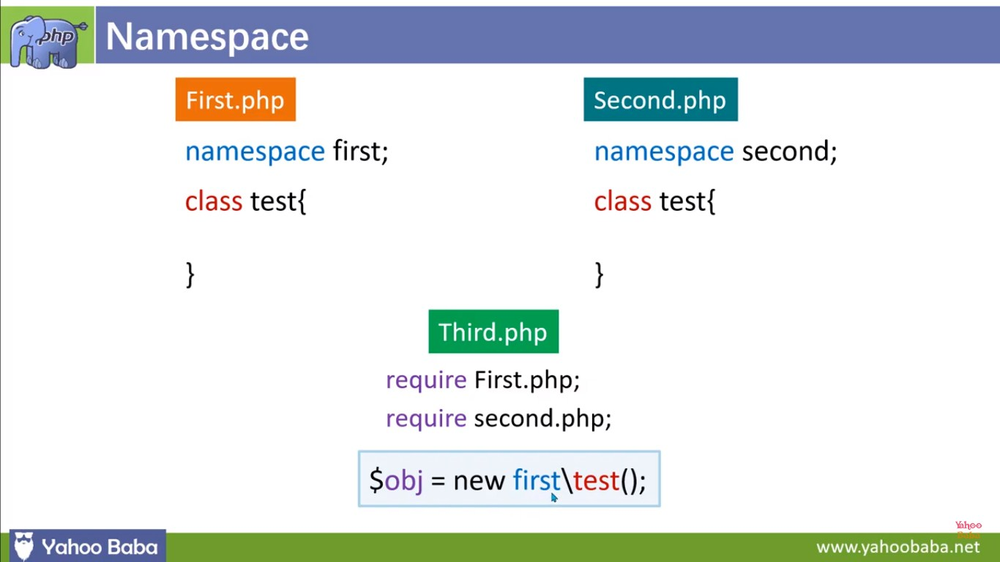 php
Namespace
First.php
namespace first;
class test{
}
Second.php
namespace second;
class test{
}
Third.php
require First.php;
require second.php;
$obj = new first\test();
Yahoo
Baba
Yahoo Baba
www.yahoobaba.net